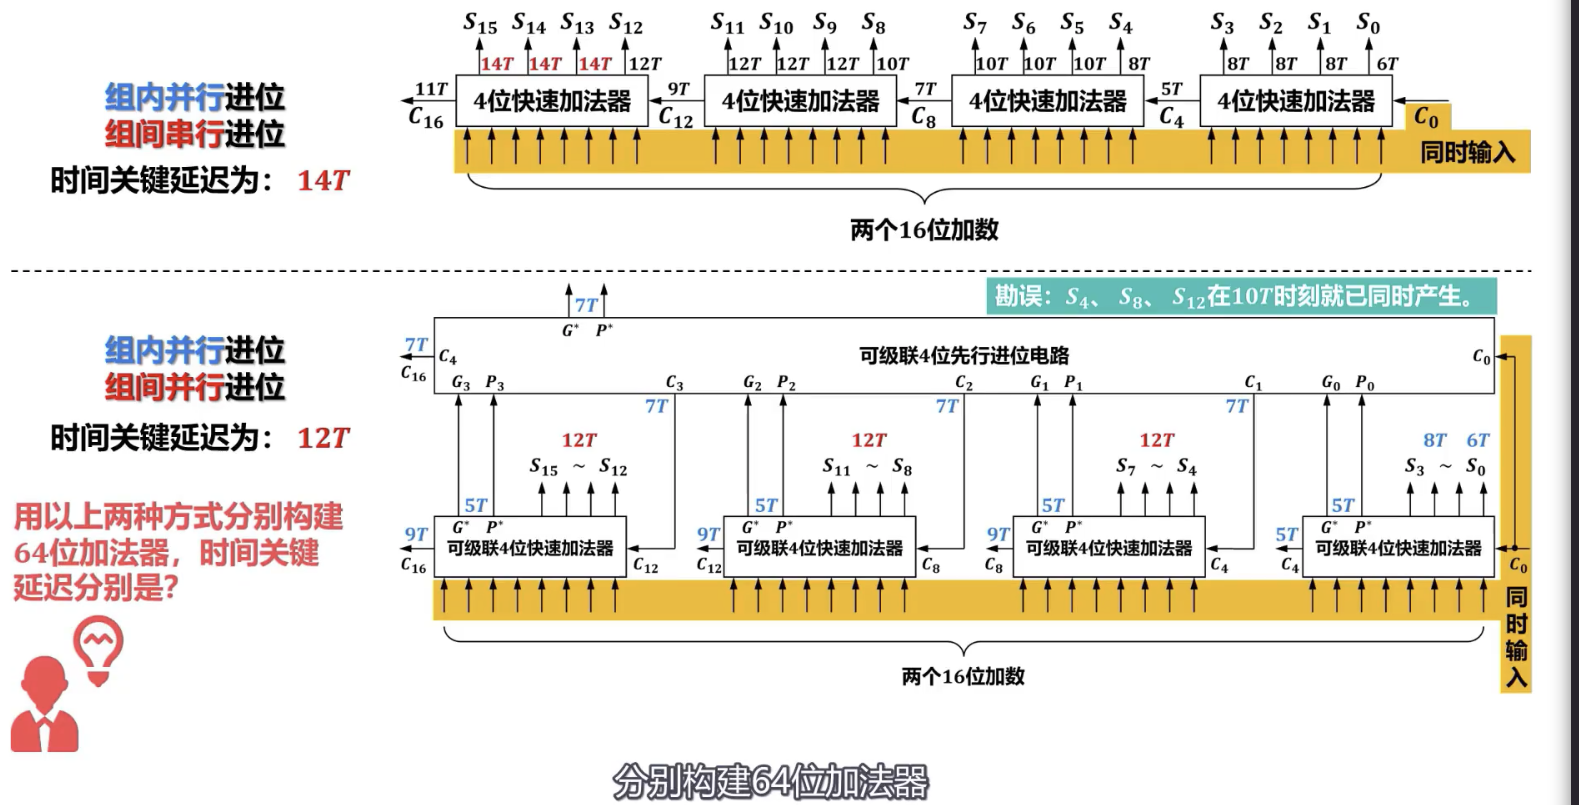 S15 S14 S13 S12 S11 S10 S9 S8 S7 S6 S5 S4 S3 S2 S1 S0
14T 14T 14T 12T 12T 12T 12T 10T 10T 10T 10T 8T 8T 8T 8T 6T
组内并行进位
组间串行进位
时间关键延迟为： 14T
11T 4位快速加法器 9T 4位快速加法器 7T 4位快速加法器 5T 4位快速加法器
C16 C12 C8 C4 C0
同时输入
两个16位加数
勘误：S4、 S8、 S12在10T时刻就已同时产生。
组内并行进位
组间并行进位
时间关键延迟为： 12T
7T
G* P*
7T C4 可级联4位先行进位电路 C0
C16
G3 P3 C3 G2 P2 C2 G1 P1 C1 G0 P0
7T 7T 7T
12T 12T 12T 8T 6T
S15 ~ S12 S11 ~ S8 S7 ~ S4 S3 ~ S0
5T 5T 5T 5T
G* P* G* P* G* P* G* P*
9T 可级联4位快速加法器 9T 可级联4位快速加法器 9T 可级联4位快速加法器 5T 可级联4位快速加法器
C16 C12 C12 C8 C8 C4 C4 C0
同时输入
两个16位加数
用以上两种方式分别构建
64位加法器，时间关键
延迟分别是？
分别构建64位加法器